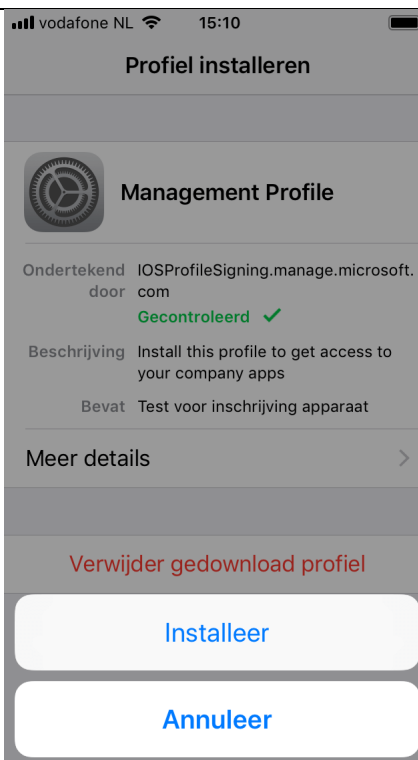 vodafone NL 15:10
Profiel installeren
Management Profile
Ondertekend door IOSProfileSigning.manage.microsoft.
com
Gecontroleerd ✓
Beschrijving Install this profile to get access to
your company apps
Bevat Test voor inschrijving apparaat
Meer details
Verwijder gedownload profiel
Installeer
Annuleer